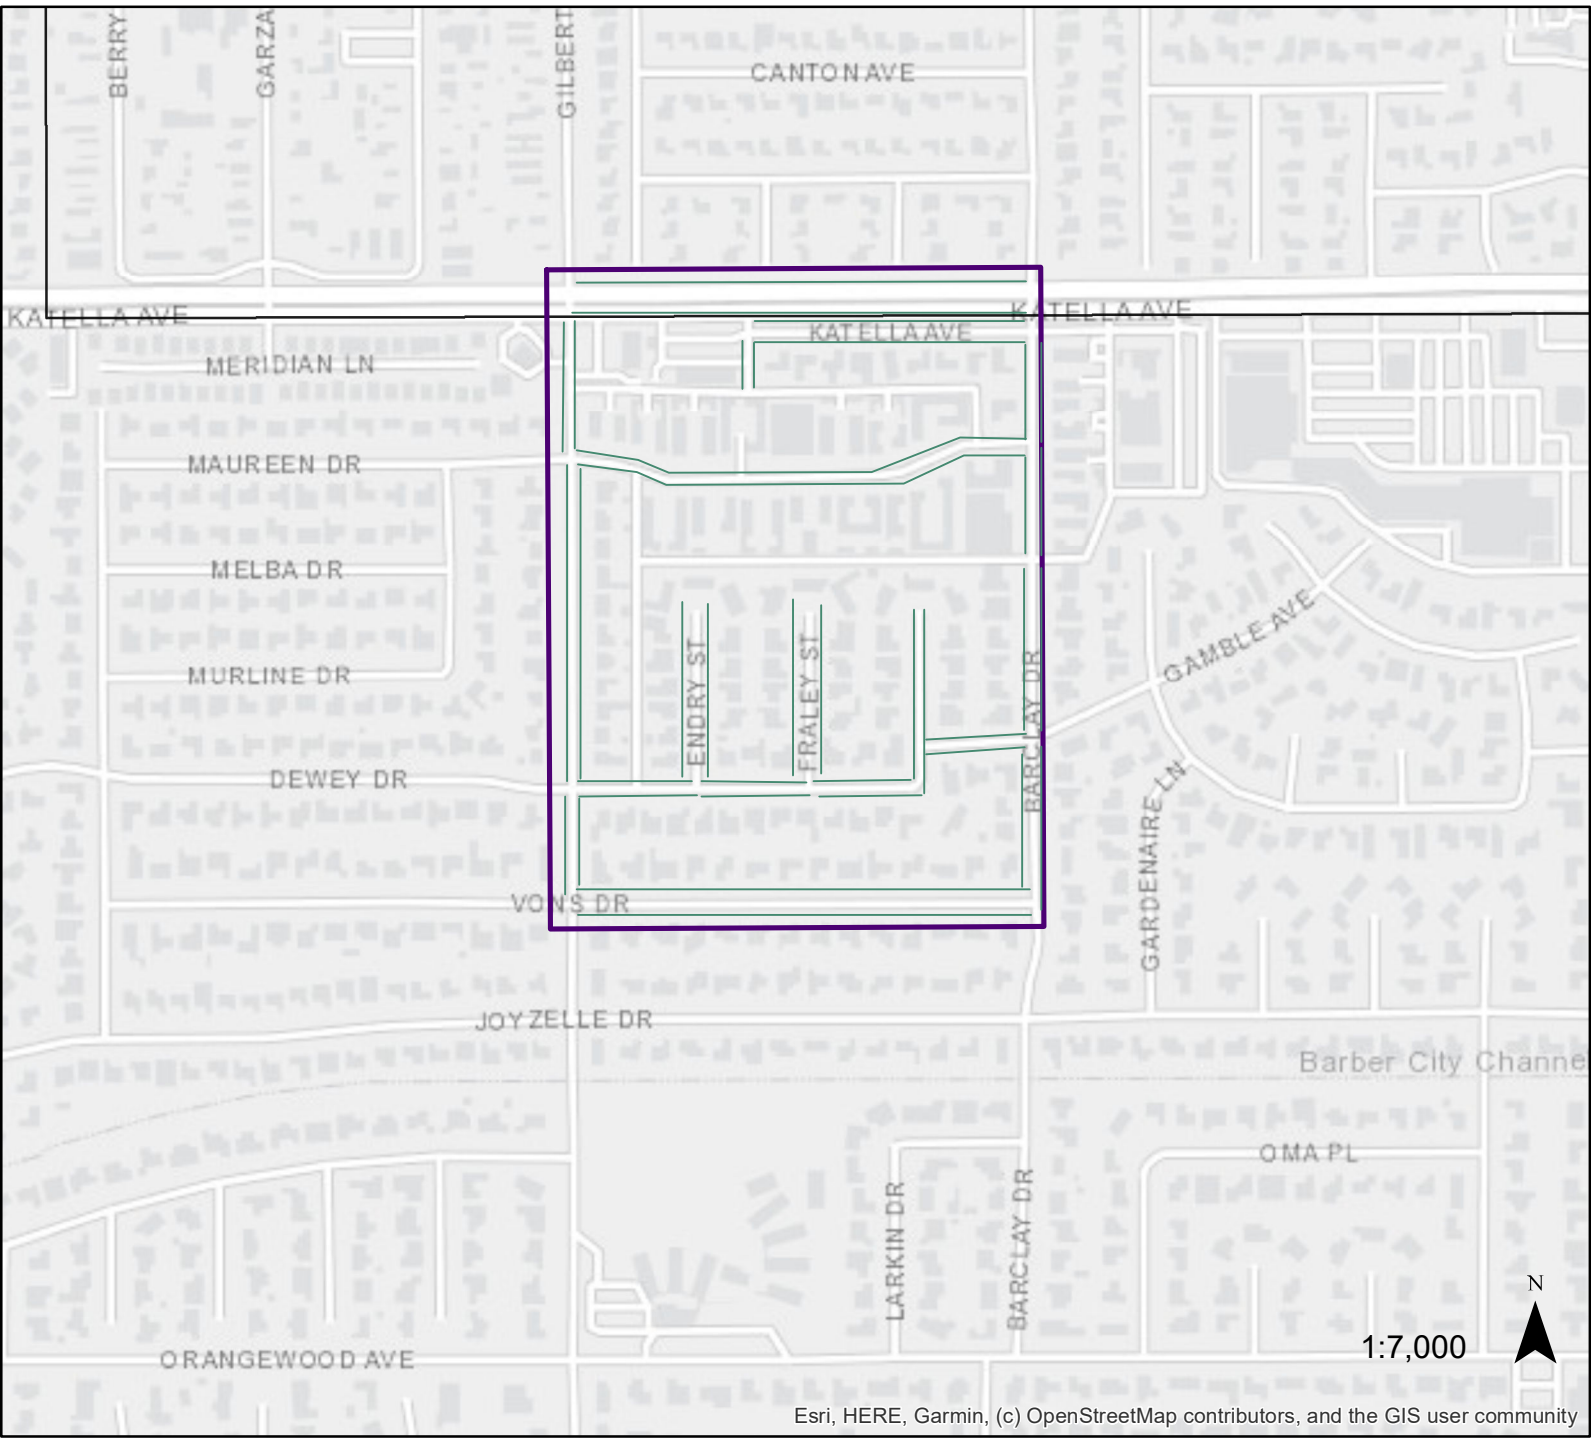 BERRY
GARZA
GILBERT
CANTON AVE
KATELLA AVE
KATELLA AVE
KATELLA AVE
MERIDIAN LN
MAUREEN DR
MELBA DR
GAMBLE AVE
MURLINE DR
ENDRY ST
FRALEY ST
BARCLAY DR
DEWEY DR
GARDENAIRE LN
VONS DR
JOYZELLE DR
Barber City Channe
OMA PL
LARKIN DR
BARCLAY DR
N
1:7,000
ORANGEWOOD AVE
Esri, HERE, Garmin, (c) OpenStreetMap contributors, and the GIS user community